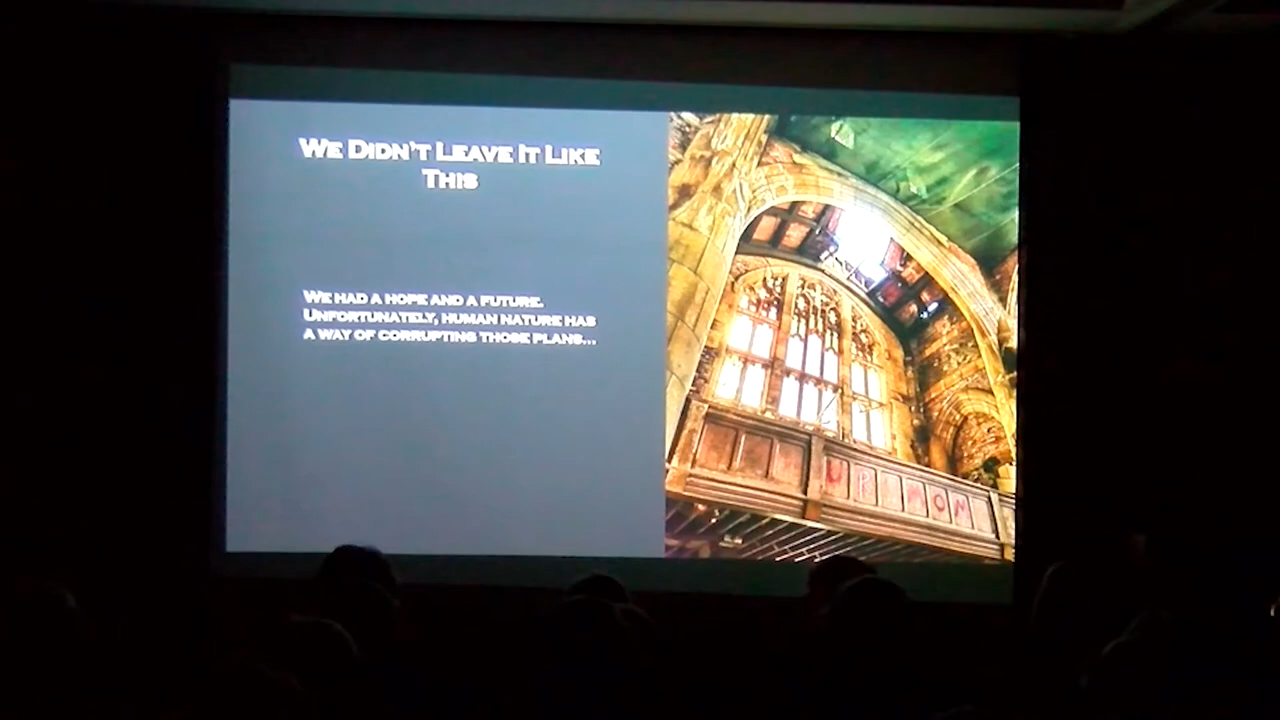 We Didn't Leave It Like
This
We had a hope and a future.
Unfortunately, human nature has
a way of corrupting those plans...
U P I MOM